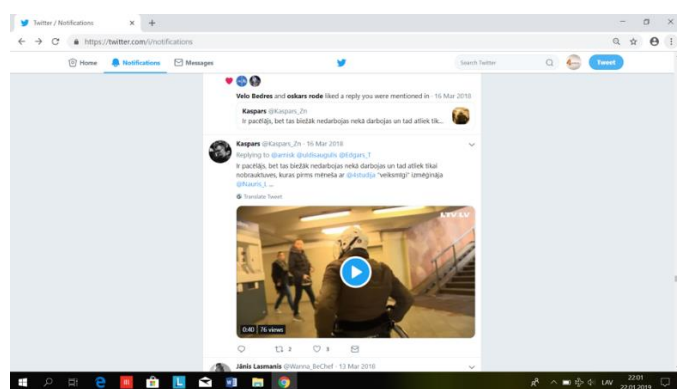 Twitter / Notifications
https://twitter.com/i/notifications
Home Notifications Messages Search Twitter Tweet
Velo Bedres and oskars rode liked a reply you were mentioned in · 16 Mar 2018
Kaspars @Kaspars_Zn
Ir pacēlājs, bet tas biežāk nedarbojas nekā darbojas un tad atliek tik...
Kaspars @Kaspars_Zn · 16 Mar 2018
Replying to @arnisk @uldisaugulis @Edgars_T
Ir pacēlājs, bet tas biežāk nedarbojas nekā darbojas un tad atliek tikai
nobrauktuves, kuras pirms mēneša ar @4studija "veiksmīgi" izmēģināja
@Nauris_L ...
Translate Tweet
LTV.LV
0:40 76 views
2 3
Jānis Lasmanis @Wanna_BeChef · 13 Mar 2018
LAV
22:01
22.01.2019